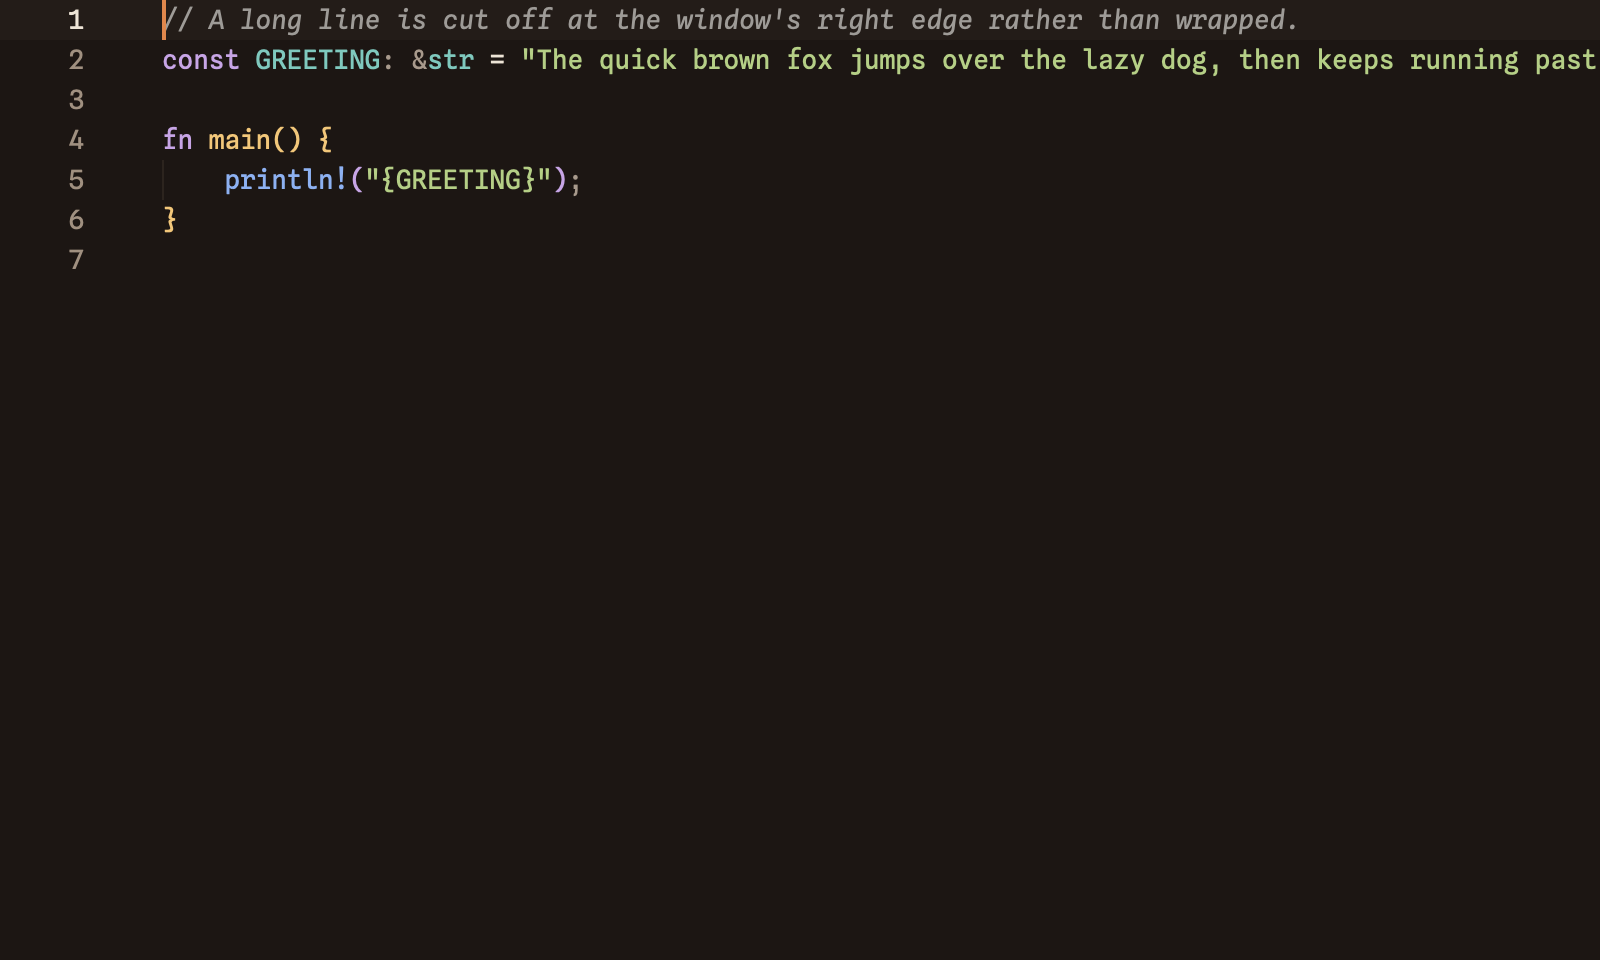 1 // A long line is cut off at the window's right edge rather than wrapped.
2 const GREETING: &str = "The quick brown fox jumps over the lazy dog, then keeps running past
3
4 fn main() {
5     println!("{GREETING}");
6 }
7